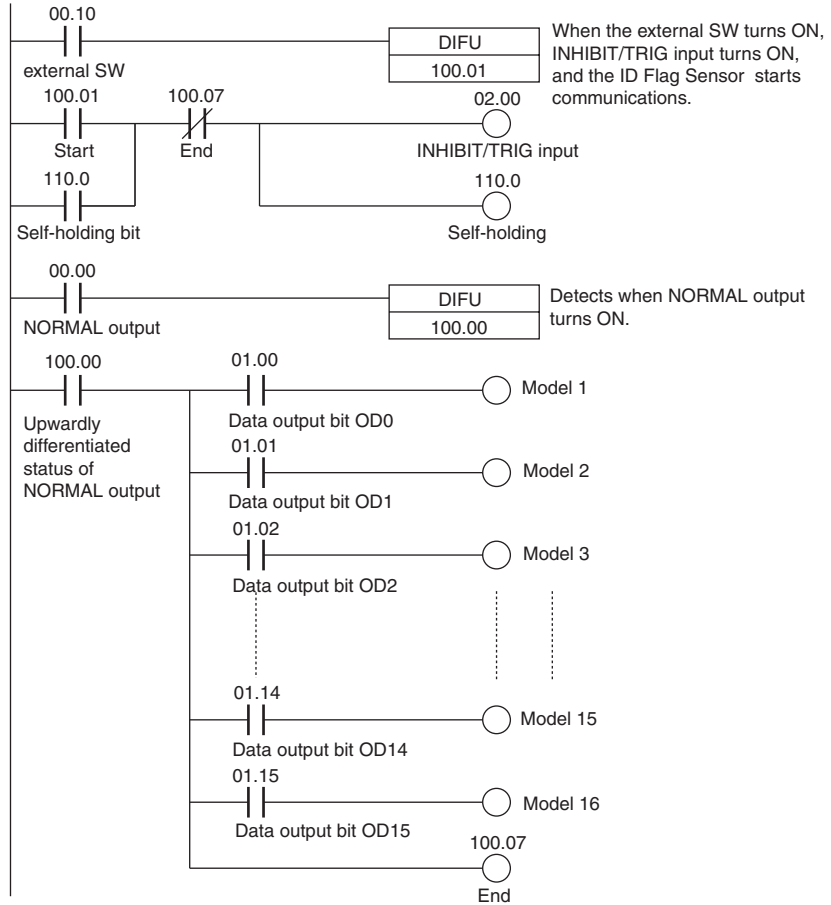 00.10
external SW
DIFU
100.01
When the external SW turns ON,
INHIBIT/TRIG input turns ON,
and the ID Flag Sensor starts
communications.
100.01
Start
100.07
End
02.00
INHIBIT/TRIG input
110.0
Self-holding bit
110.0
Self-holding
00.00
NORMAL output
DIFU
100.00
Detects when NORMAL output
turns ON.
100.00
Upwardly
differentiated
status of
NORMAL output
01.00
Data output bit OD0
Model 1
01.01
Data output bit OD1
Model 2
01.02
Data output bit OD2
Model 3
01.14
Data output bit OD14
Model 15
01.15
Data output bit OD15
Model 16
100.07
End